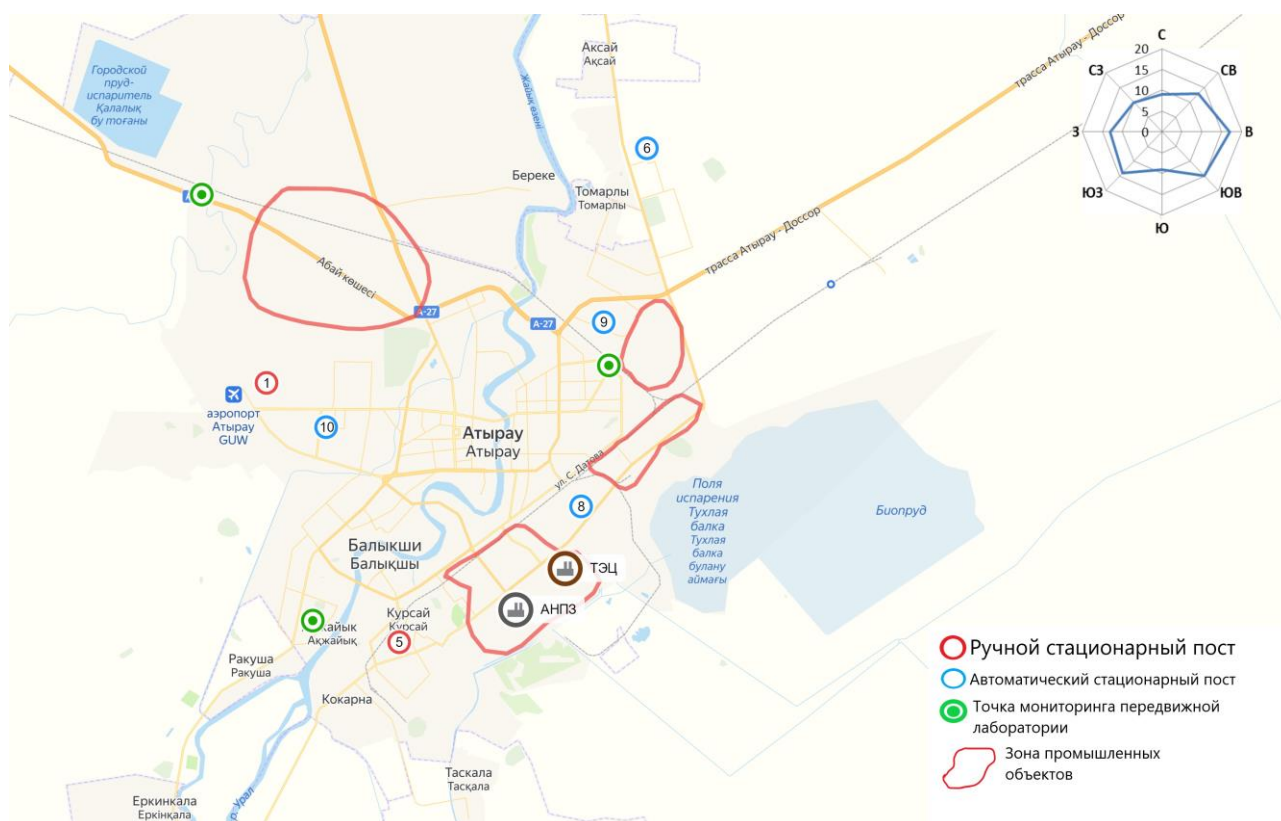 Аксай
Ақсай
С
20
15
10
5
0
СЗ
СВ
З
В
ЮЗ
ЮВ
Ю
трасса Атырау - Доссор
Городской
пруд-
испаритель
Қалалық
бу тоғаны
Жайық өзені
6
Береке
Томарлы
Томарлы
трасса Атырау - Доссор
Абай көшесі
А-27
А-27
9
1
аэропорт
Атырау
GUW
10
Атырау
Атырау
ул. С. Датова
8
Поля
испарения
Тухлая
балка
Тухлая
балка
булану
аймағы
Биопруд
Балыкши
Балықшы
ТЭЦ
АНПЗ
Курсай
Құрсай
5
Ақжайық
Ракуша
Ракуша
Кокарна
Таскала
Тасқала
Еркинкала
Еркінқала
р. Урал
Ручной стационарный пост
Автоматический стационарный пост
Точка мониторинга передвижной
лаборатории
Зона промышленных
объектов